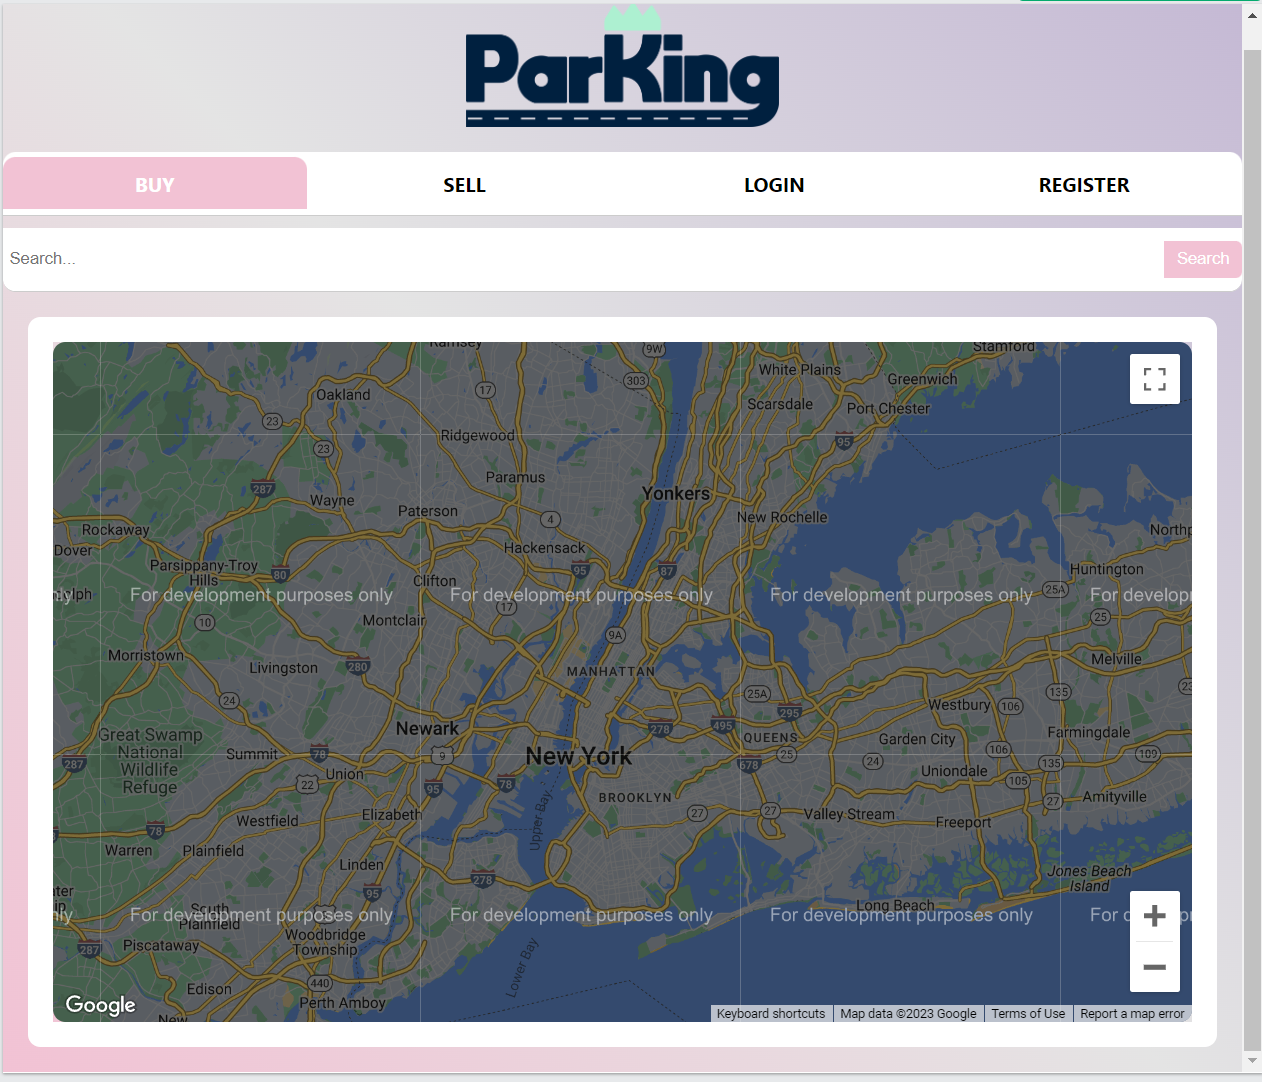 ParKing
BUY
SELL
LOGIN
REGISTER
Search...
Search
Ramsey
9W
Stamford
White Plains
Greenwich
303
17
Oakland
Scarsdale
Port Chester
23
Ridgewood
95
23
Paramus
287
Yonkers
Wayne
Paterson
4
New Rochelle
Rockaway
Dover
Hackensack
Parsippany-Troy
Hills
80
95
87
Huntington
Clifton
For development purposes only
For development purposes only
For development purposes only
25A
17
10
Montclair
25
9A
Morristown
Livingston
280
MANHATTAN
Melville
24
25A
135
Westbury
106
295
Newark
278
495
Great Swamp
National
Wildlife
Refuge
QUEENS
Garden City
Farmingdale
Summit
78
9
New York
25
106
109
287
678
24
135
Union
22
95
78
Uniondale
105
BROOKLYN
Amityville
27
27
27
Westfield
Elizabeth
Upper Bay
Valley Stream
Freeport
78
Warren
Plainfield
Linden
278
Jones Beach
Island
95
Long Beach
South
Plainfield
For development purposes only
For development purposes only
For development purposes only
Woodbridge
Township
Piscataway
287
Lower Bay
440
Edison
Perth Amboy
Google
New
Keyboard shortcuts
Map data ©2023 Google
Terms of Use
Report a map error